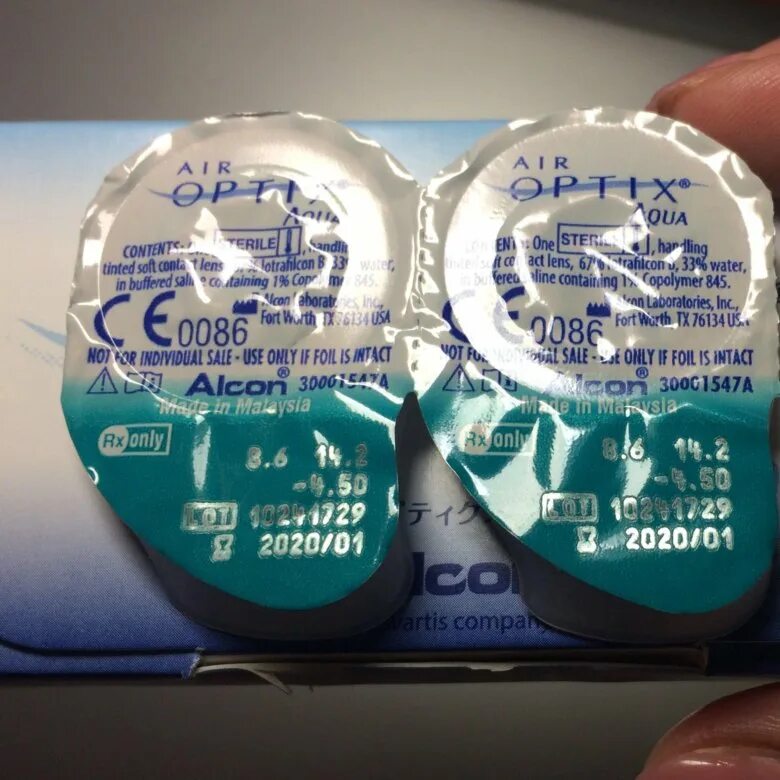 AIR
OPTIX
AQUA
CONTENTS: One STERILE, handling
tinted soft contact lens, lotrafilcon B, 33% water,
in buffered saline containing 1% Copolymer 845.
CE 0086 Alcon Laboratories, Inc.,
Fort Worth, TX 76134 USA
NOT FOR INDIVIDUAL SALE - USE ONLY IF FOIL IS INTACT
Alcon® 30001547A
Made in Malaysia
Rx only
8.6 14.2
-4.50
LOT 10241729
2020/01
AIR
OPTIX®
AQUA
CONTENTS: One STERILE, handling
tinted soft contact lens, 67% lotrafilcon B, 33% water,
in buffered saline containing 1% Copolymer 845.
CE 0086 Alcon Laboratories, Inc.,
Fort Worth, TX 76134 USA
NOT FOR INDIVIDUAL SALE - USE ONLY IF FOIL IS INTACT
Alcon® 30001547A
Made in Malaysia
Rx only
8.6 14.2
-4.50
LOT 10241729
2020/01
ティク
lco
artis company